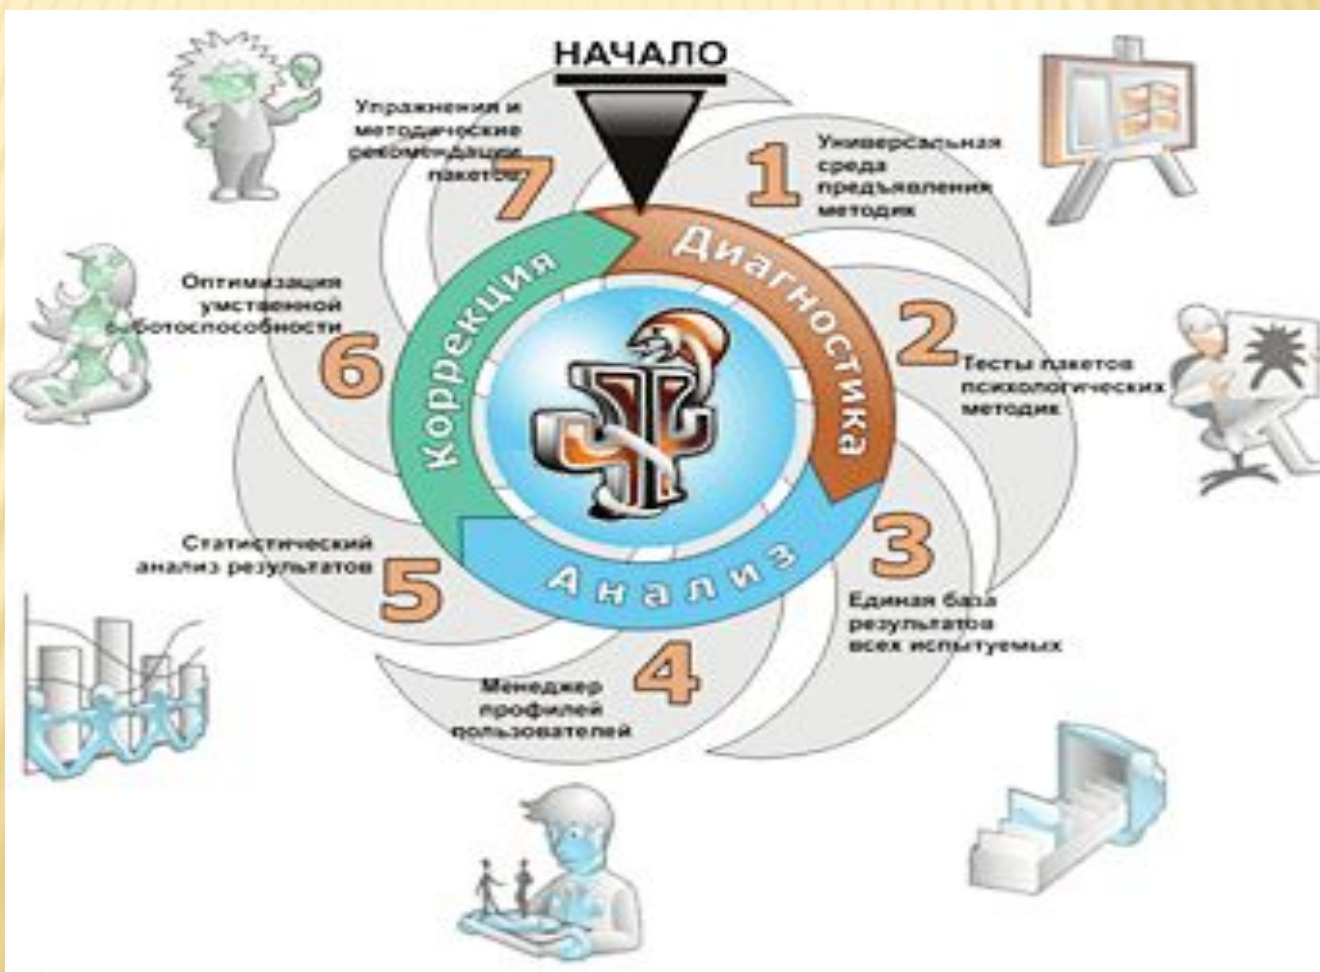 НАЧАЛО
1
Универсальная
среда
предъявления
методик
2
Тесты пакетов
психологических
методик
3
Единая база
результатов
всех испытуемых
4
Менеджер
профилей
пользователей
5
Статистический
анализ результатов
6
Оптимизация
умственной
работоспособности
7
Упражнения и
методические
рекомендации
пакетов
Диагностика
Анализ
Коррекция